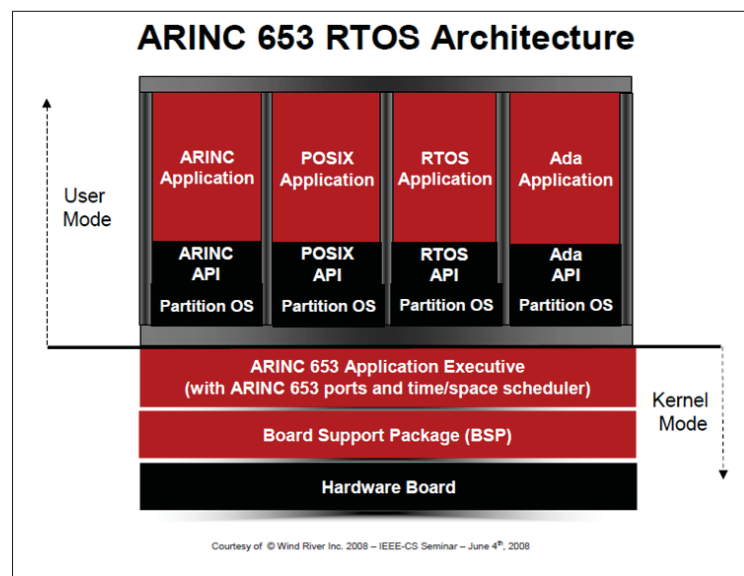 ARINC 653 RTOS Architecture
User
Mode
ARINC
Application
POSIX
Application
RTOS
Application
Ada
Application
ARINC
API
Partition OS
POSIX
API
Partition OS
RTOS
API
Partition OS
Ada
API
Partition OS
ARINC 653 Application Executive
(with ARINC 653 ports and time/space scheduler)
Kernel
Mode
Board Support Package (BSP)
Hardware Board
Courtesy of © Wind River Inc. 2008 – IEEE-CS Seminar – June 4th, 2008